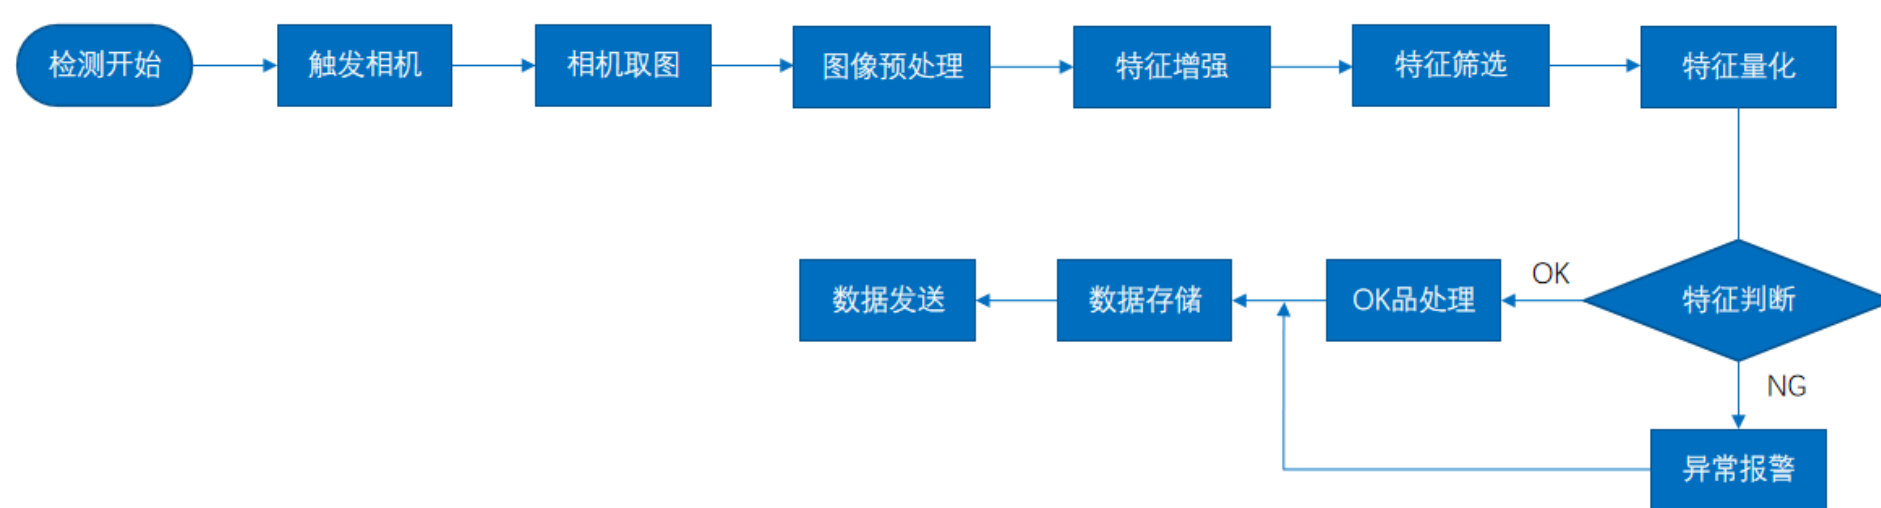 检测开始
触发相机
相机取图
图像预处理
特征增强
特征筛选
特征量化
特征判断
OK
OK品处理
数据存储
数据发送
NG
异常报警